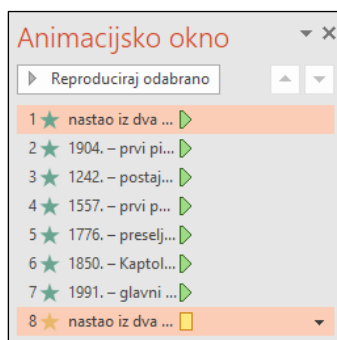 Animacijsko okno
Reproduciraj odabrano
1 nastao iz dva ...
2 1904. – prvi pi...
3 1242. – postaj...
4 1557. – prvi p...
5 1776. – preselj...
6 1850. – Kaptol...
7 1991. – glavni ...
8 nastao iz dva ...